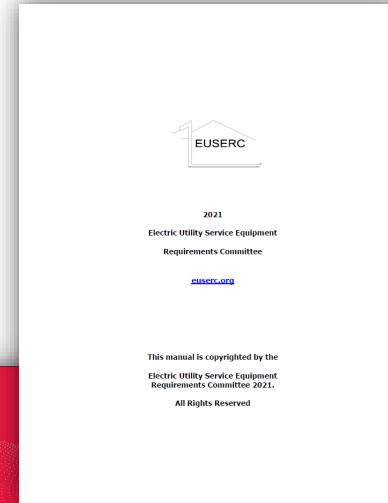 EUSERC
2021
Electric Utility Service Equipment
Requirements Committee
euserc.org
This manual is copyrighted by the
Electric Utility Service Equipment
Requirements Committee 2021.
All Rights Reserved